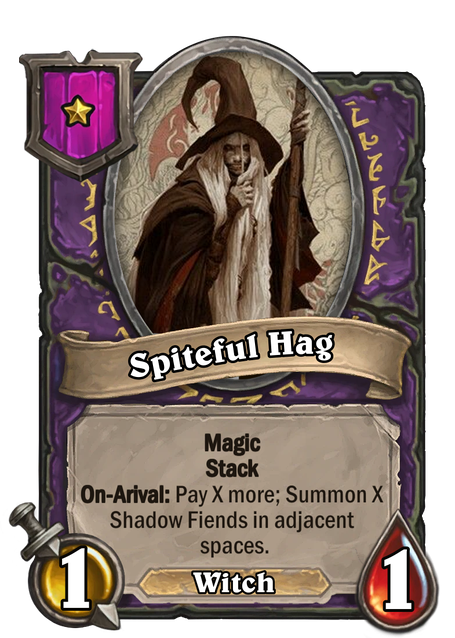 Spiteful Hag
Magic
Stack
On-Arival: Pay X more; Summon X
Shadow Fiends in adjacent
spaces.
1
Witch
1